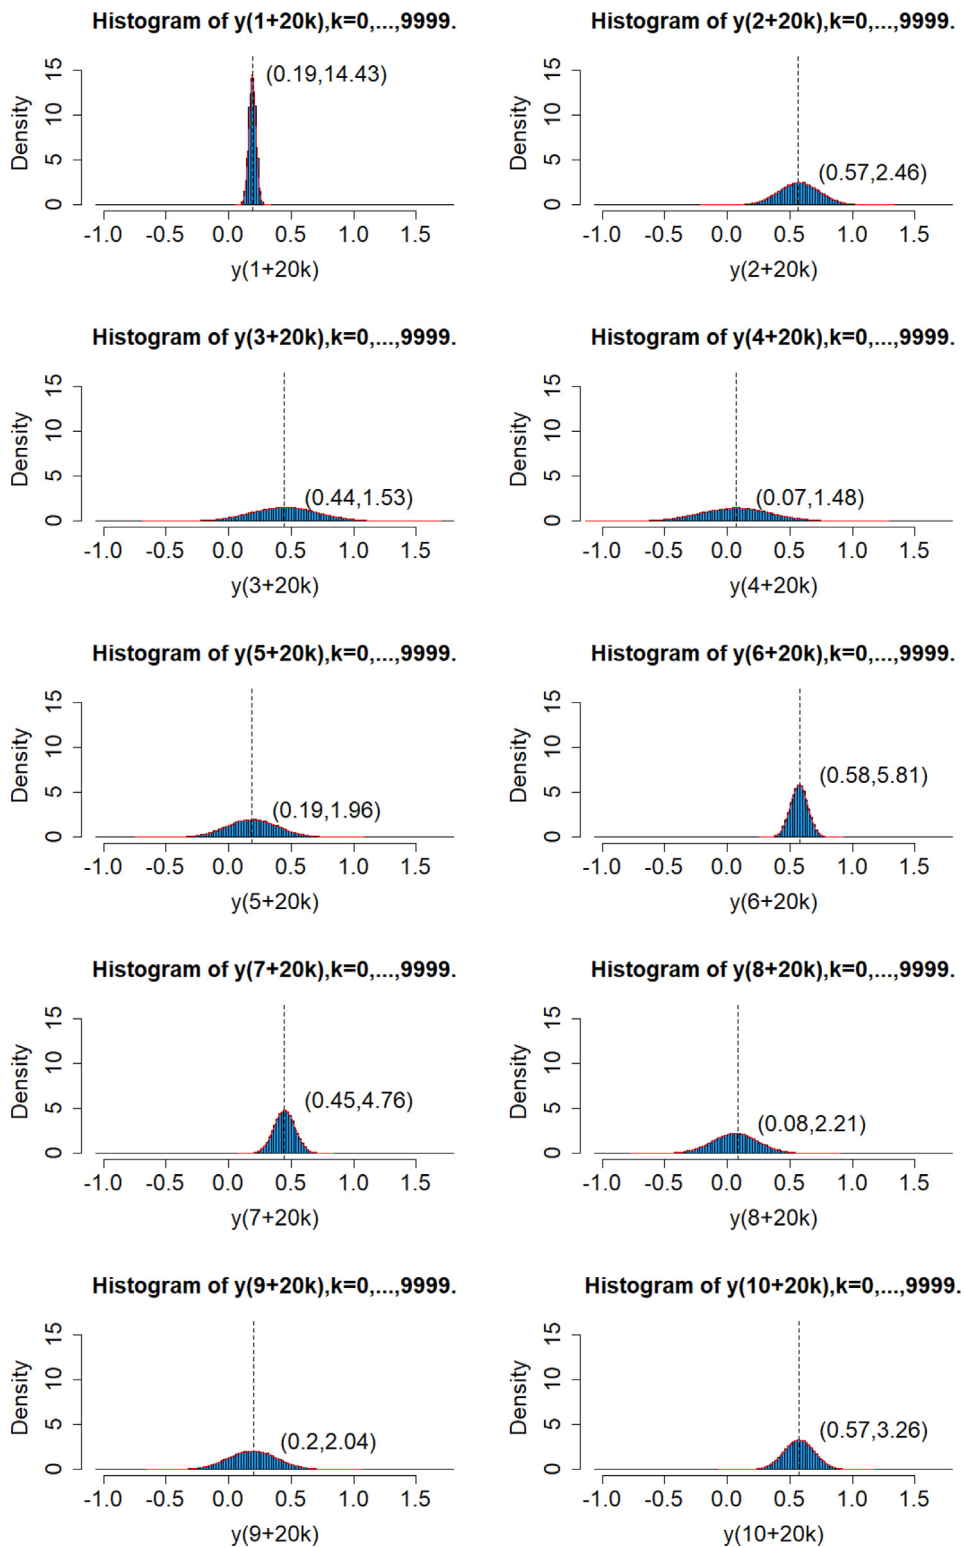 Histogram of y(1+20k),k=0,...,9999.
Density
0 5 10 15
(0.19,14.43)
-1.0 -0.5 0.0 0.5 1.0 1.5
y(1+20k)
Histogram of y(2+20k),k=0,...,9999.
Density
0 5 10 15
(0.57,2.46)
-1.0 -0.5 0.0 0.5 1.0 1.5
y(2+20k)
Histogram of y(3+20k),k=0,...,9999.
Density
0 5 10 15
(0.44,1.53)
-1.0 -0.5 0.0 0.5 1.0 1.5
y(3+20k)
Histogram of y(4+20k),k=0,...,9999.
Density
0 5 10 15
(0.07,1.48)
-1.0 -0.5 0.0 0.5 1.0 1.5
y(4+20k)
Histogram of y(5+20k),k=0,...,9999.
Density
0 5 10 15
(0.19,1.96)
-1.0 -0.5 0.0 0.5 1.0 1.5
y(5+20k)
Histogram of y(6+20k),k=0,...,9999.
Density
0 5 10 15
(0.58,5.81)
-1.0 -0.5 0.0 0.5 1.0 1.5
y(6+20k)
Histogram of y(7+20k),k=0,...,9999.
Density
0 5 10 15
(0.45,4.76)
-1.0 -0.5 0.0 0.5 1.0 1.5
y(7+20k)
Histogram of y(8+20k),k=0,...,9999.
Density
0 5 10 15
(0.08,2.21)
-1.0 -0.5 0.0 0.5 1.0 1.5
y(8+20k)
Histogram of y(9+20k),k=0,...,9999.
Density
0 5 10 15
(0.2,2.04)
-1.0 -0.5 0.0 0.5 1.0 1.5
y(9+20k)
Histogram of y(10+20k),k=0,...,9999.
Density
0 5 10 15
(0.57,3.26)
-1.0 -0.5 0.0 0.5 1.0 1.5
y(10+20k)